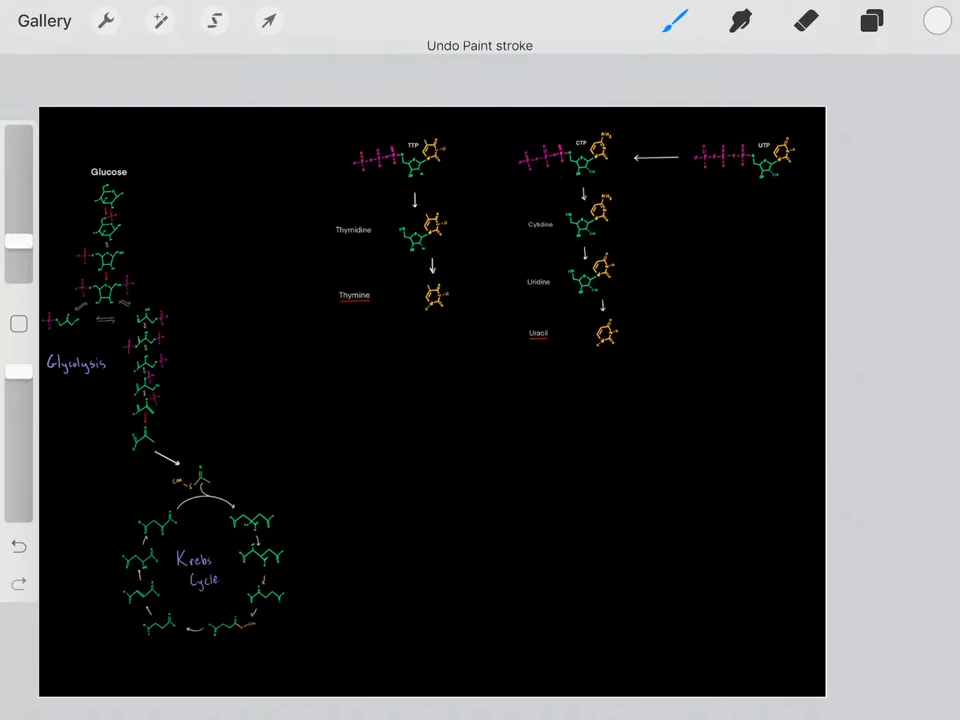 Gallery
Undo Paint stroke
TTP
CTP
UTP
Glucose
Thymidine
Cytidine
Uridine
Thymine
Uracil
Glycolysis
Krebs
Cycle